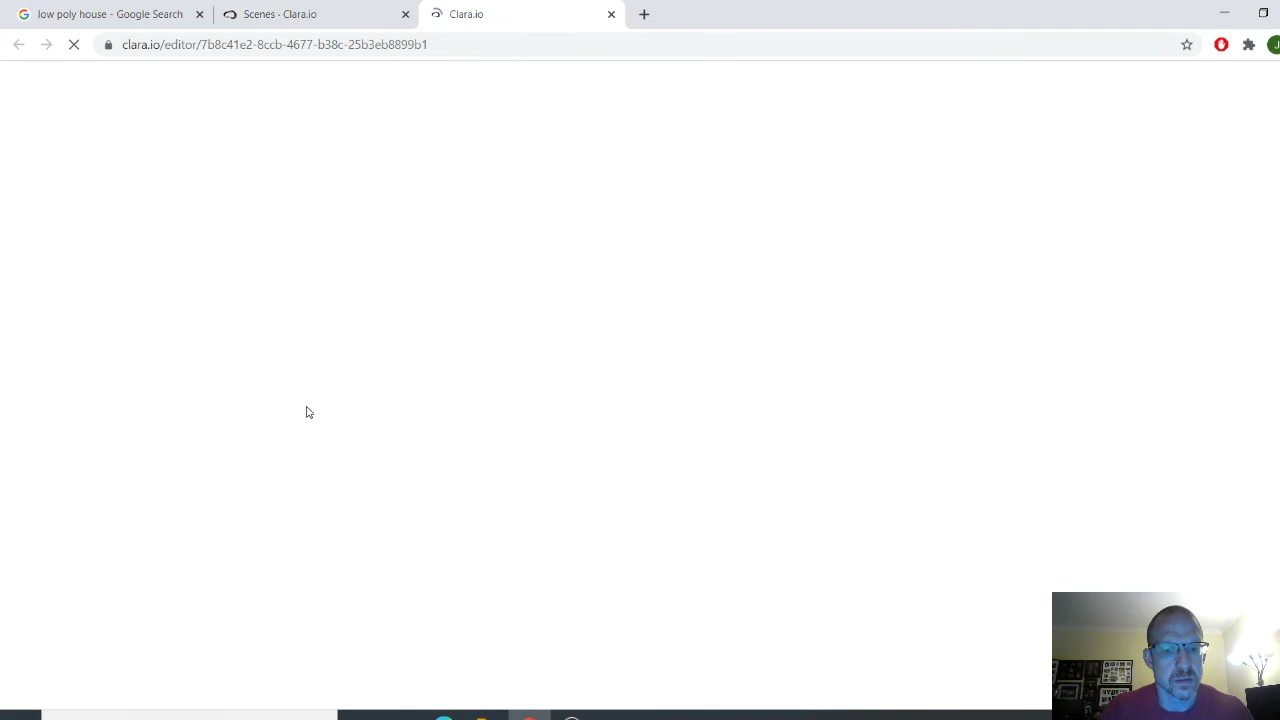 low poly house - Google Search
Scenes · Clara.io
Clara.io
clara.io/editor/7b8c41e2-8ccb-4677-b38c-25b3eb8899b1
J